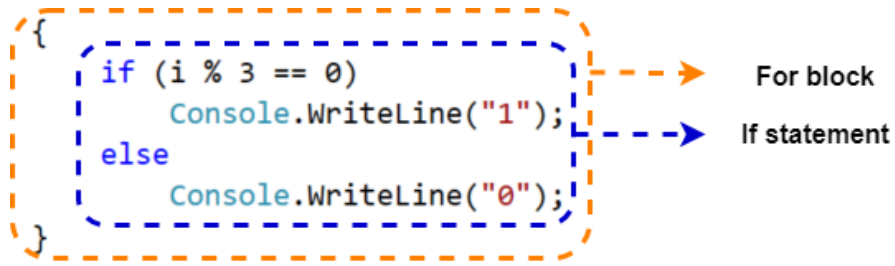 {
if (i % 3 == 0)
Console.WriteLine("1");
else
Console.WriteLine("0");
}
For block
If statement